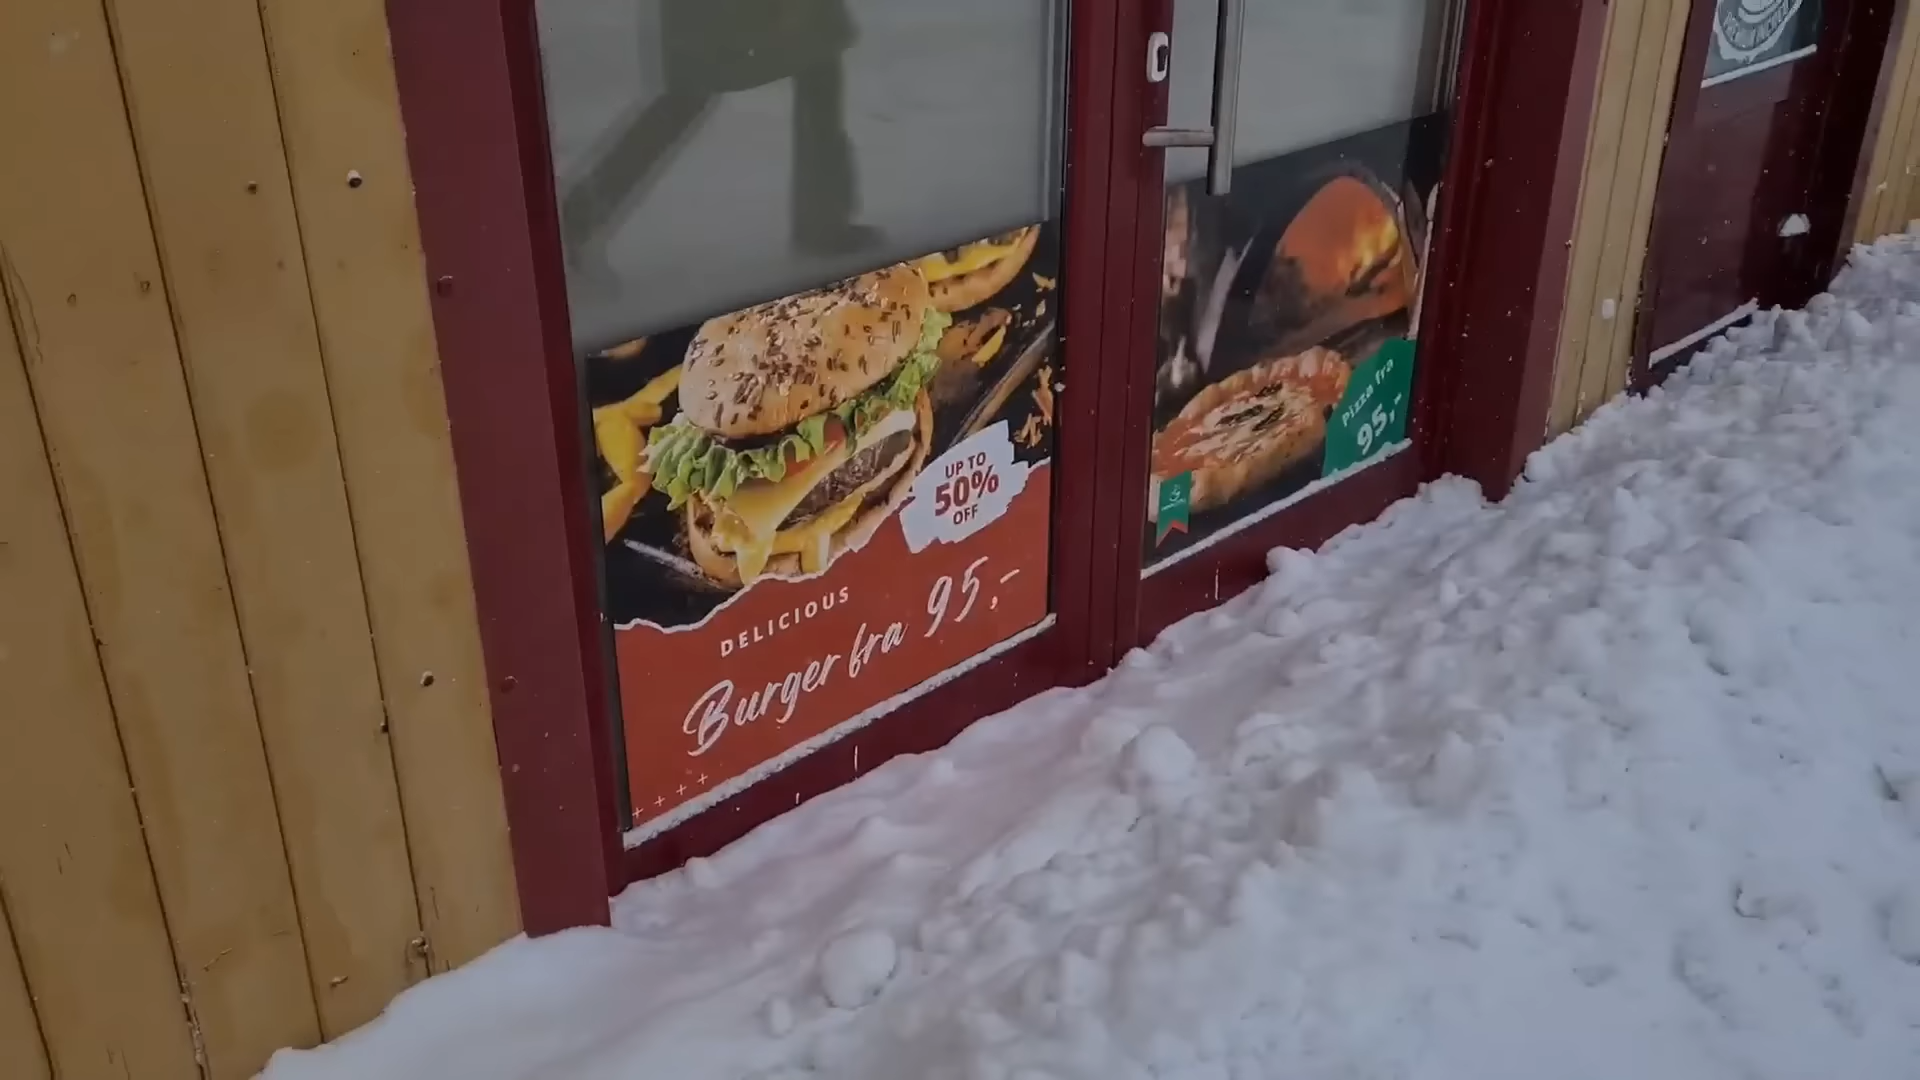 UP TO
50%
OFF
DELICIOUS
Burger fra 95,-
Pizza fra
95,-